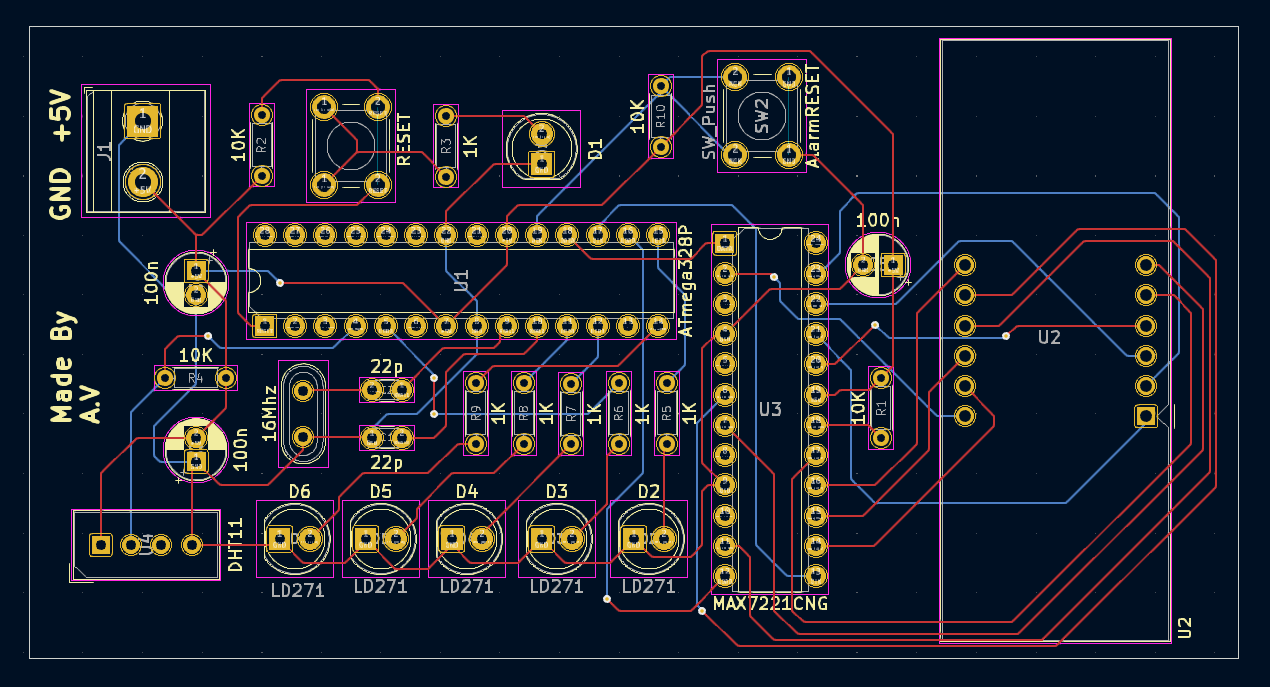 GND +5V
J1
10K
R2
RESET
R3
1K
D1
10K
R10
SW_Push
SW2
AlarmRESET
100n
U1
ATmega328P
100n
U2
Made By
A.V
10K
R4
16Mhz
22p
22p
R9
1K
R8
1K
R7
1K
R6
1K
R5
1K
U3
10K
R1
100n
U4
DHT11
D6
LD271
D5
LD271
D4
LD271
D3
LD271
D2
LD271
MAX7221CNG
U2